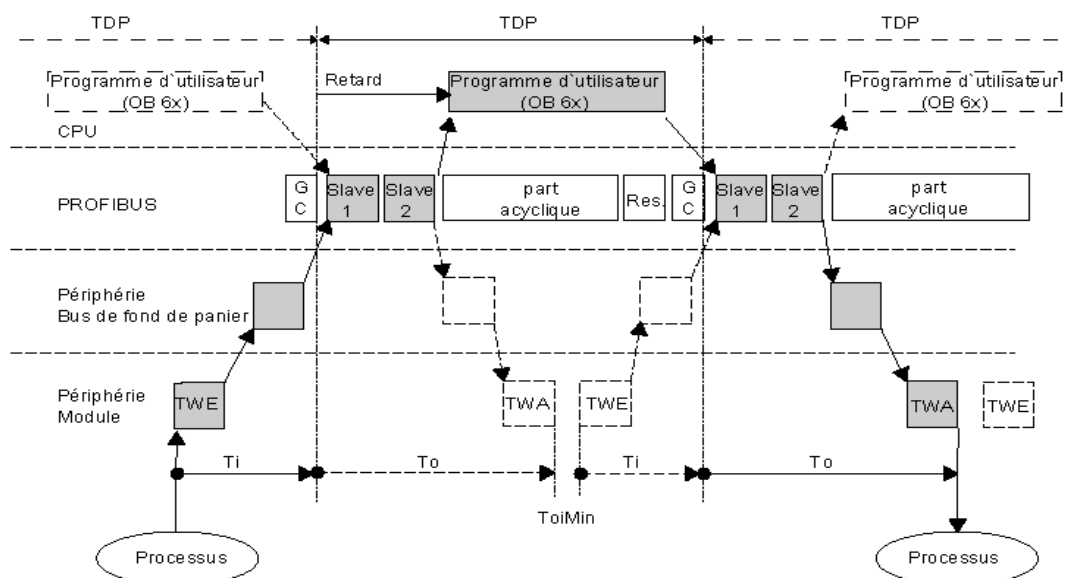 TDP TDP TDP
Programme d`utilisateur (OB 6x)
Retard
Programme d`utilisateur (OB 6x)
Programme d`utilisateur (OB 6x)
CPU
PROFIBUS
G C
Slave 1
Slave 2
part acyclique
Res.
G C
Slave 1
Slave 2
part acyclique
Périphérie
Bus de fond de panier
Périphérie
Module
TWE TWA TWE TWA TWE
Ti To Ti To
ToiMin
Processus Processus